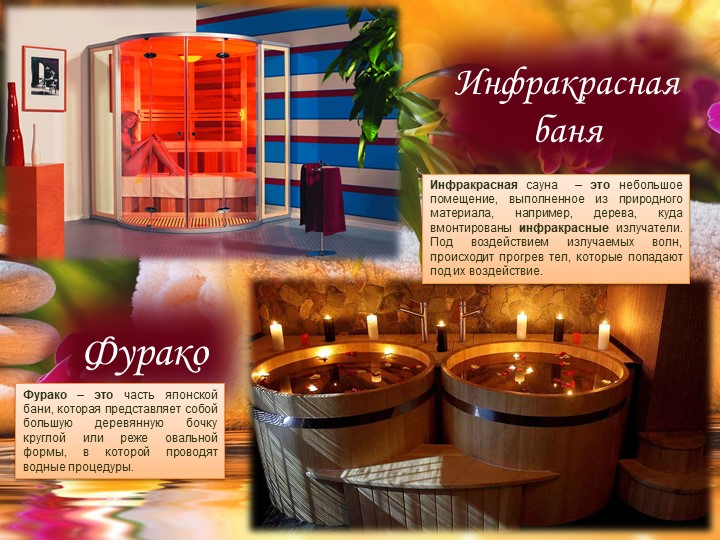 Инфракрасная
баня
Инфракрасная сауна – это небольшое
помещение, выполненное из природного
материала, например, дерева, куда
вмонтированы инфракрасные излучатели.
Под воздействием излучаемых волн,
происходит прогрев тел, которые попадают
под их воздействие.
Фурако
Фурако – это часть японской
бани, которая представляет собой
большую деревянную бочку
круглой или реже овальной
формы, в которой проводят
водные процедуры.